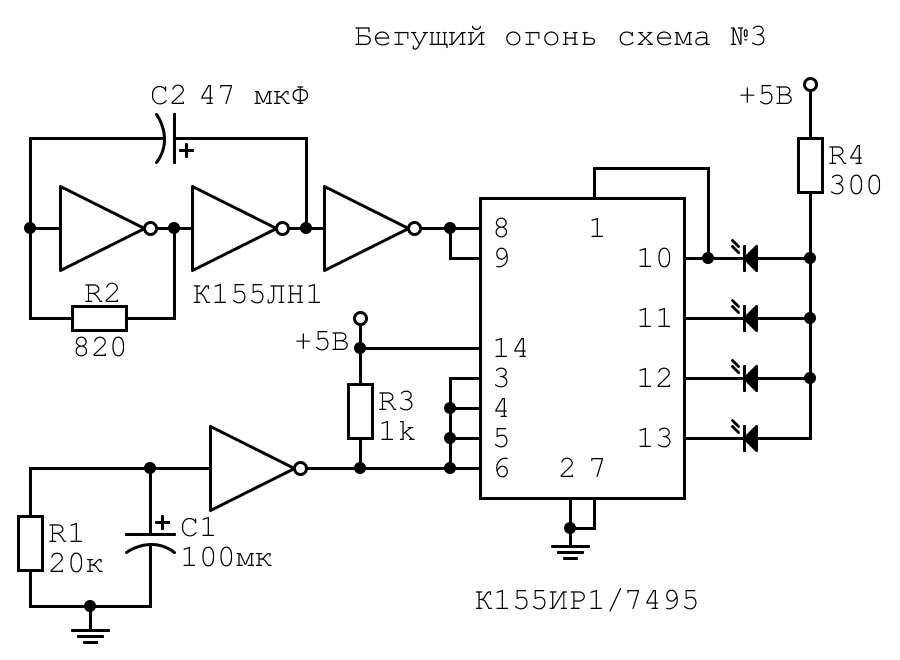 Бегущий огонь схема №3
C2 47 мкФ
+5В
R4
300
8
1
9
10
R2
К155ЛН1
820
11
+5В
14
3
12
R3
1k
4
5
13
6
2 7
R1
20к
C1
100мк
К155ИР1/7495